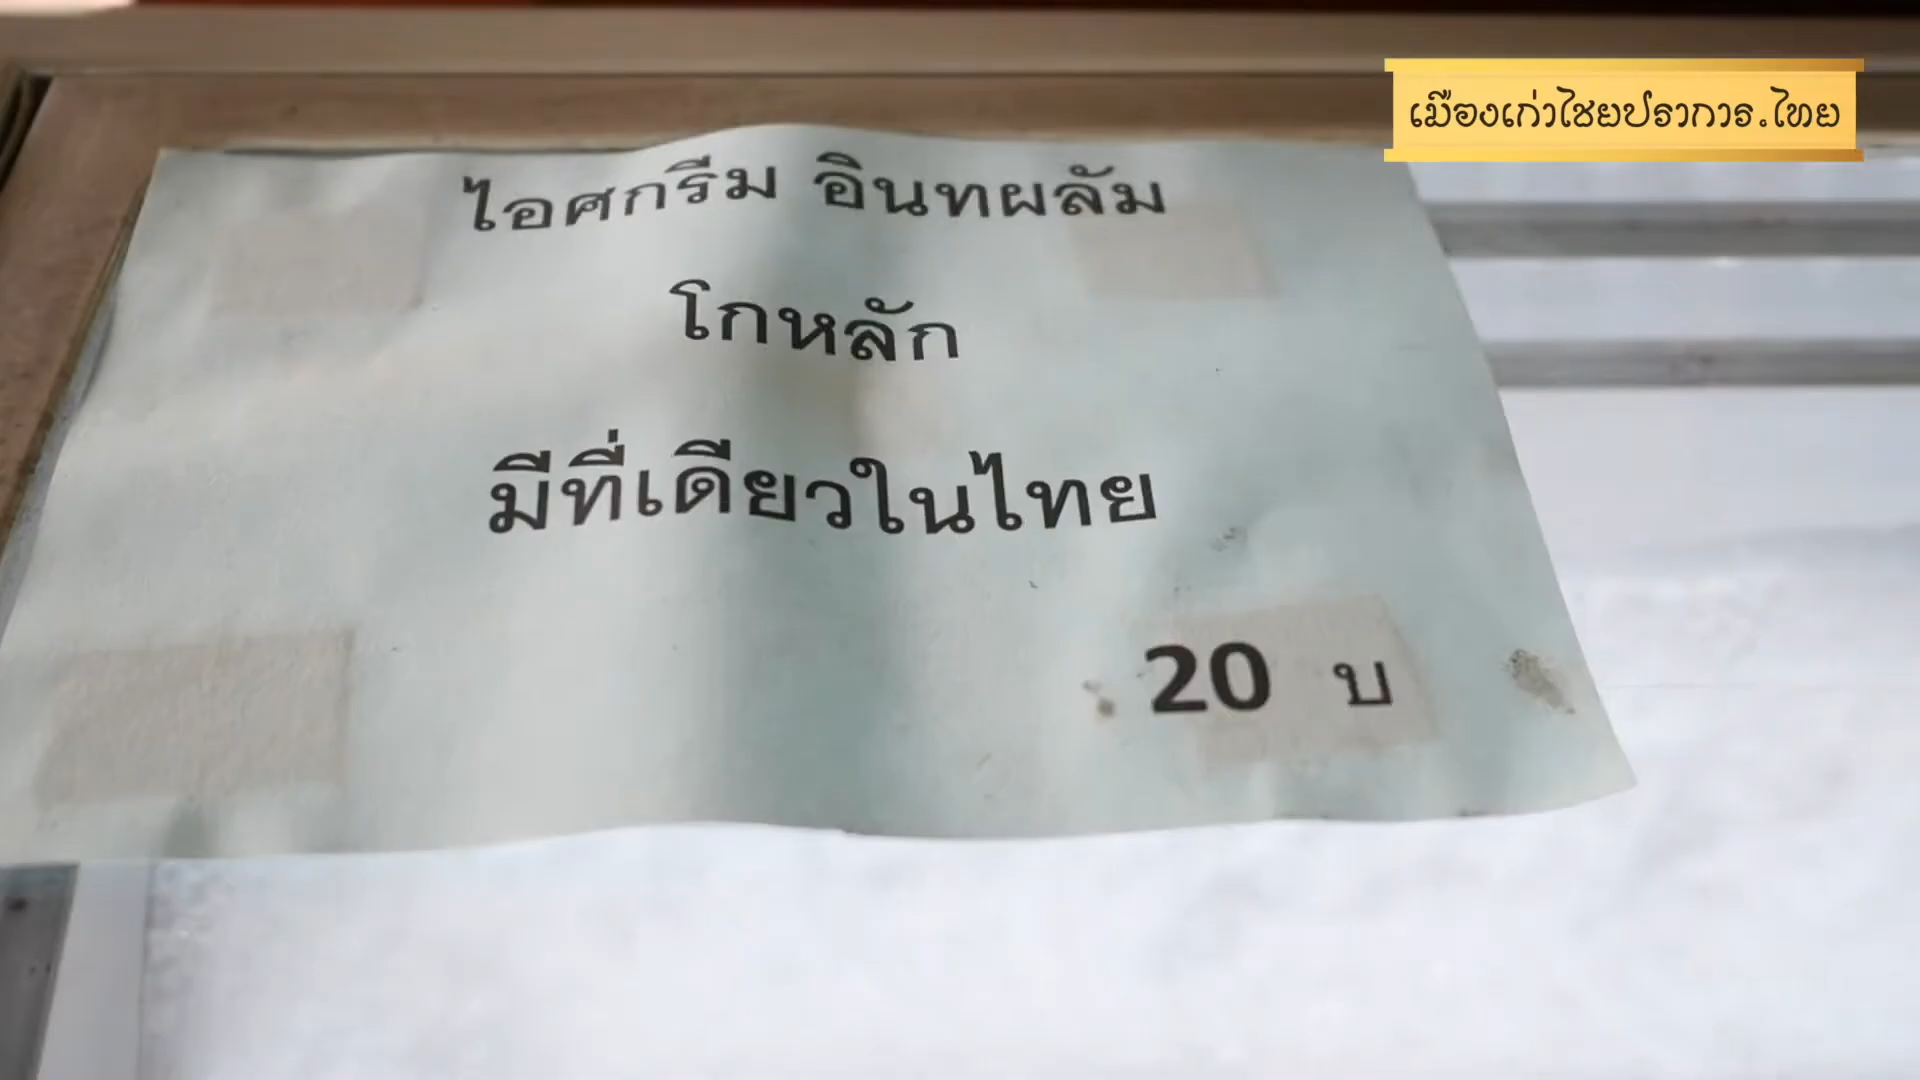 เมืองเก่าไชยปราการ.ไทย
ไอศกรีม อินทผลัม
โกหลัก
มีที่เดียวในไทย
20 บ